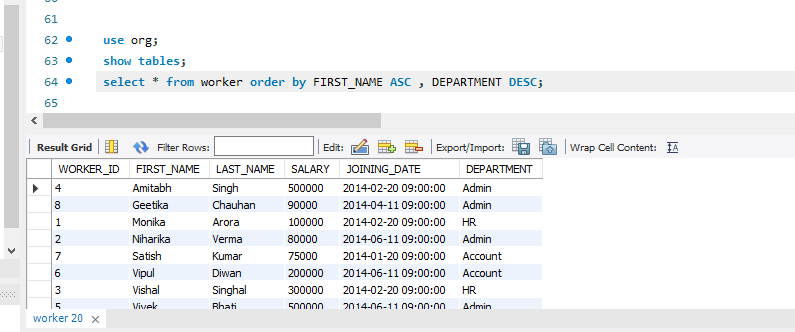 61
62 use org;
63 show tables;
64 select * from worker order by FIRST_NAME ASC , DEPARTMENT DESC;
65
Result Grid Filter Rows: Edit: Export/Import: Wrap Cell Content:
WORKER_ID FIRST_NAME LAST_NAME SALARY JOINING_DATE DEPARTMENT
4 Amitabh Singh 500000 2014-02-20 09:00:00 Admin
8 Geetika Chauhan 90000 2014-04-11 09:00:00 Admin
1 Monika Arora 100000 2014-02-20 09:00:00 HR
2 Niharika Verma 80000 2014-06-11 09:00:00 Admin
7 Satish Kumar 75000 2014-01-20 09:00:00 Account
6 Vipul Diwan 200000 2014-06-11 09:00:00 Account
3 Vishal Singhal 300000 2014-02-20 09:00:00 HR
5 Vivek Bhati 500000 2014-06-11 09:00:00 Admin
worker 20